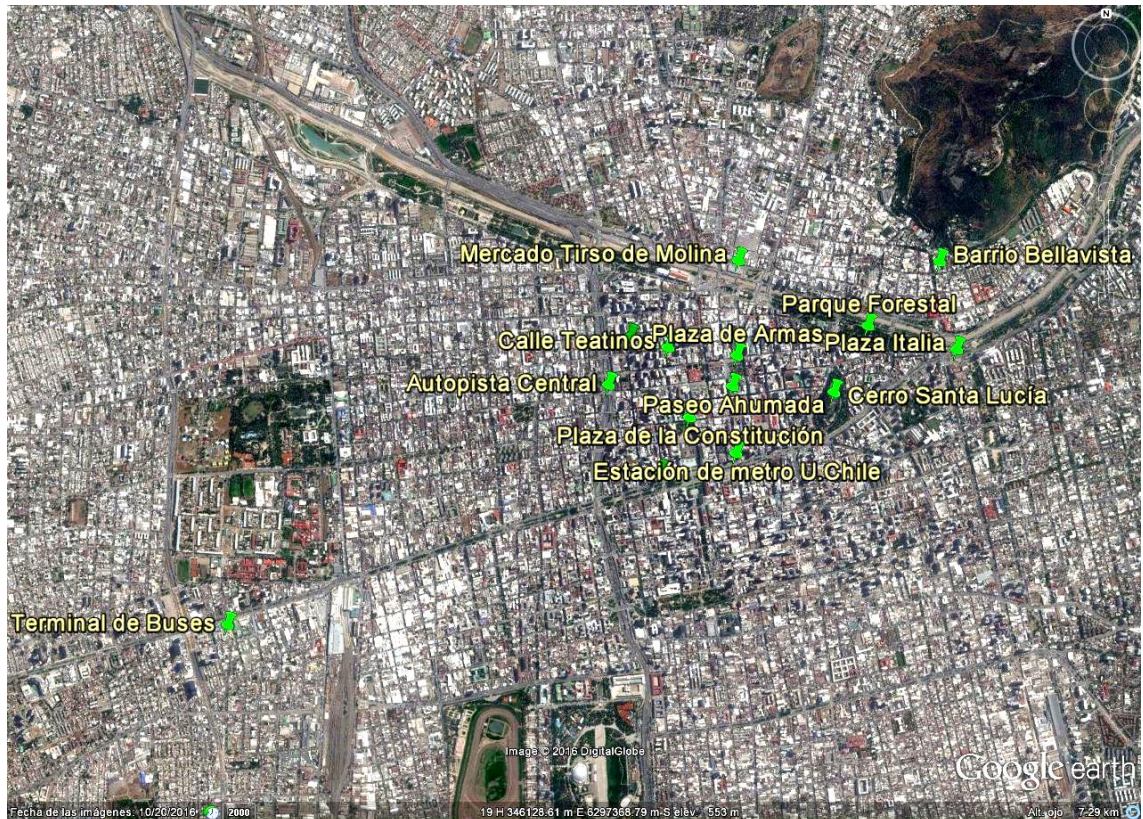 N
Mercado Tirso de Molina
Barrio Bellavista
Parque Forestal
Calle Teatinos
Plaza de Armas
Plaza Italia
Autopista Central
Paseo Ahumada
Cerro Santa Lucía
Plaza de la Constitución
Estación de metro U.Chile
Terminal de Buses
Image © 2016 DigitalGlobe
Google earth
Fecha de las imágenes: 10/20/2016 2000 19 H 346128.61 m E 6297368.79 m S elev. 553 m Alt. ojo 7.29 km